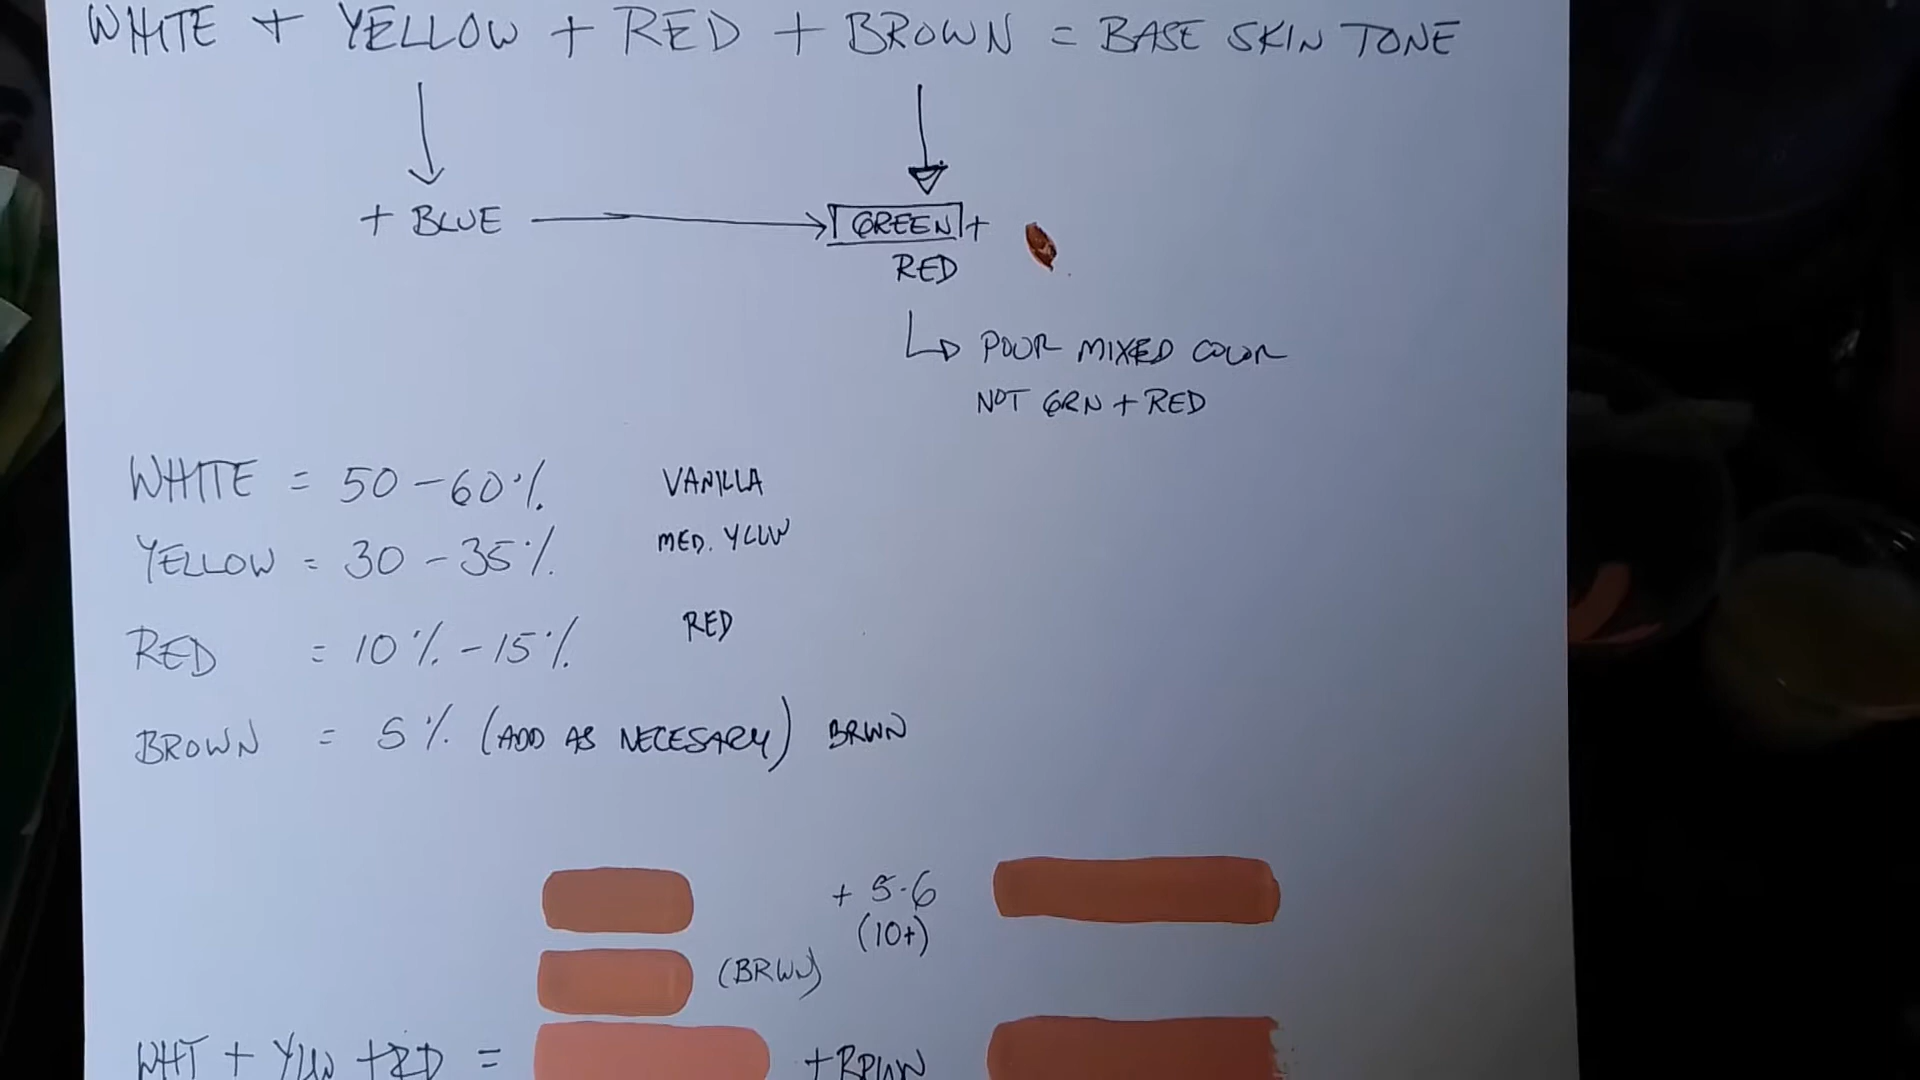 WHITE + YELLOW + RED + BROWN = BASE SKIN TONE
+ BLUE
GREEN +
RED
POUR MIXED COLOR
NOT GRN + RED
WHITE = 50 - 60 % VANILLA
YELLOW = 30 - 35 % MED. YLLW
RED = 10 % - 15 % RED
BROWN = 5 % (ADD AS NECESARY) BRWN
+ 5-6
(10+)
(BRWN)
WHT + YLW + RD = + BRWN